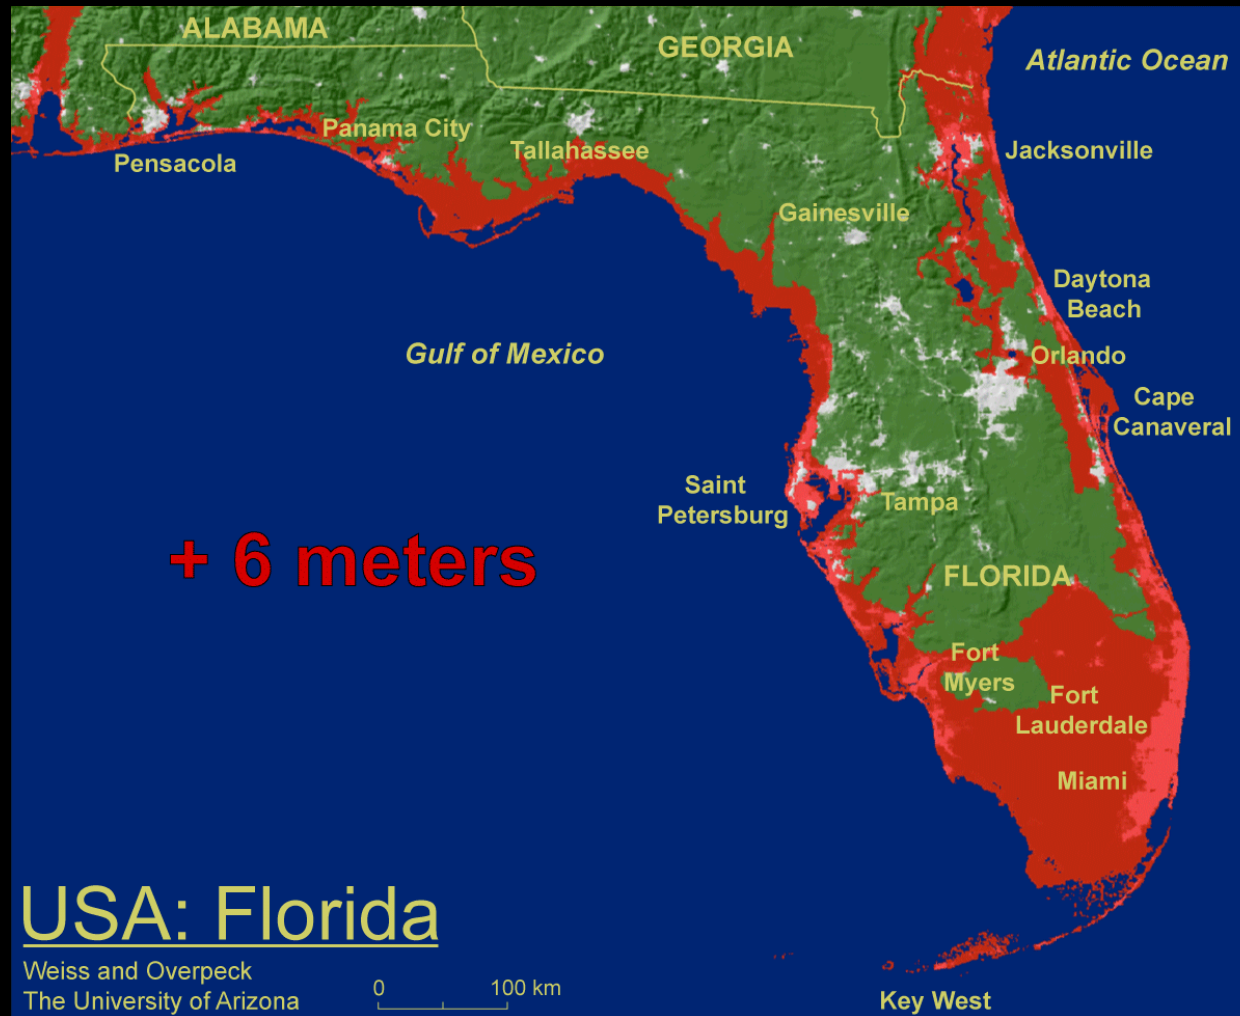 ALABAMA
GEORGIA
Atlantic Ocean
Panama City
Pensacola
Tallahassee
Jacksonville
Gainesville
Daytona
Beach
Gulf of Mexico
Orlando
Cape
Canaveral
Saint
Petersburg
Tampa
+ 6 meters
FLORIDA
Fort
Myers
Fort
Lauderdale
Miami
USA: Florida
Weiss and Overpeck
The University of Arizona
0 100 km
Key West